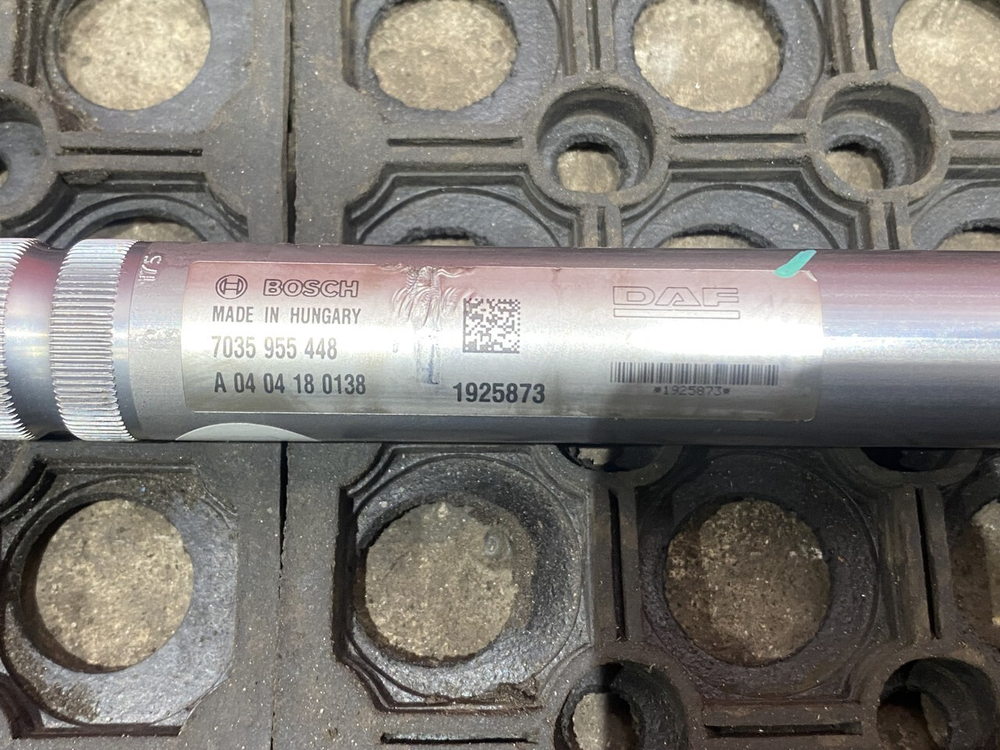 BOSCH
MADE IN HUNGARY
7035 955 448
A 04 04 18 0138
1925873
DAF
*1925873*